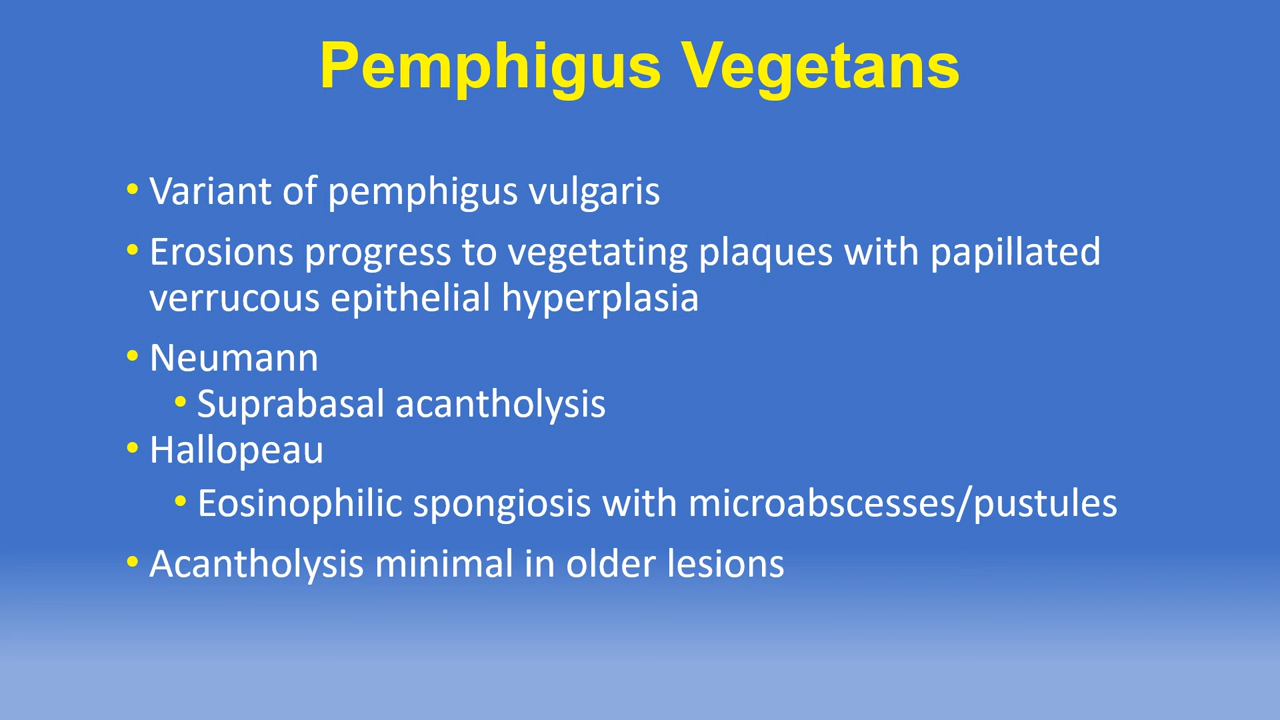 Pemphigus Vegetans
• Variant of pemphigus vulgaris
• Erosions progress to vegetating plaques with papillated
verrucous epithelial hyperplasia
• Neumann
• Suprabasal acantholysis
• Hallopeau
• Eosinophilic spongiosis with microabscesses/pustules
• Acantholysis minimal in older lesions